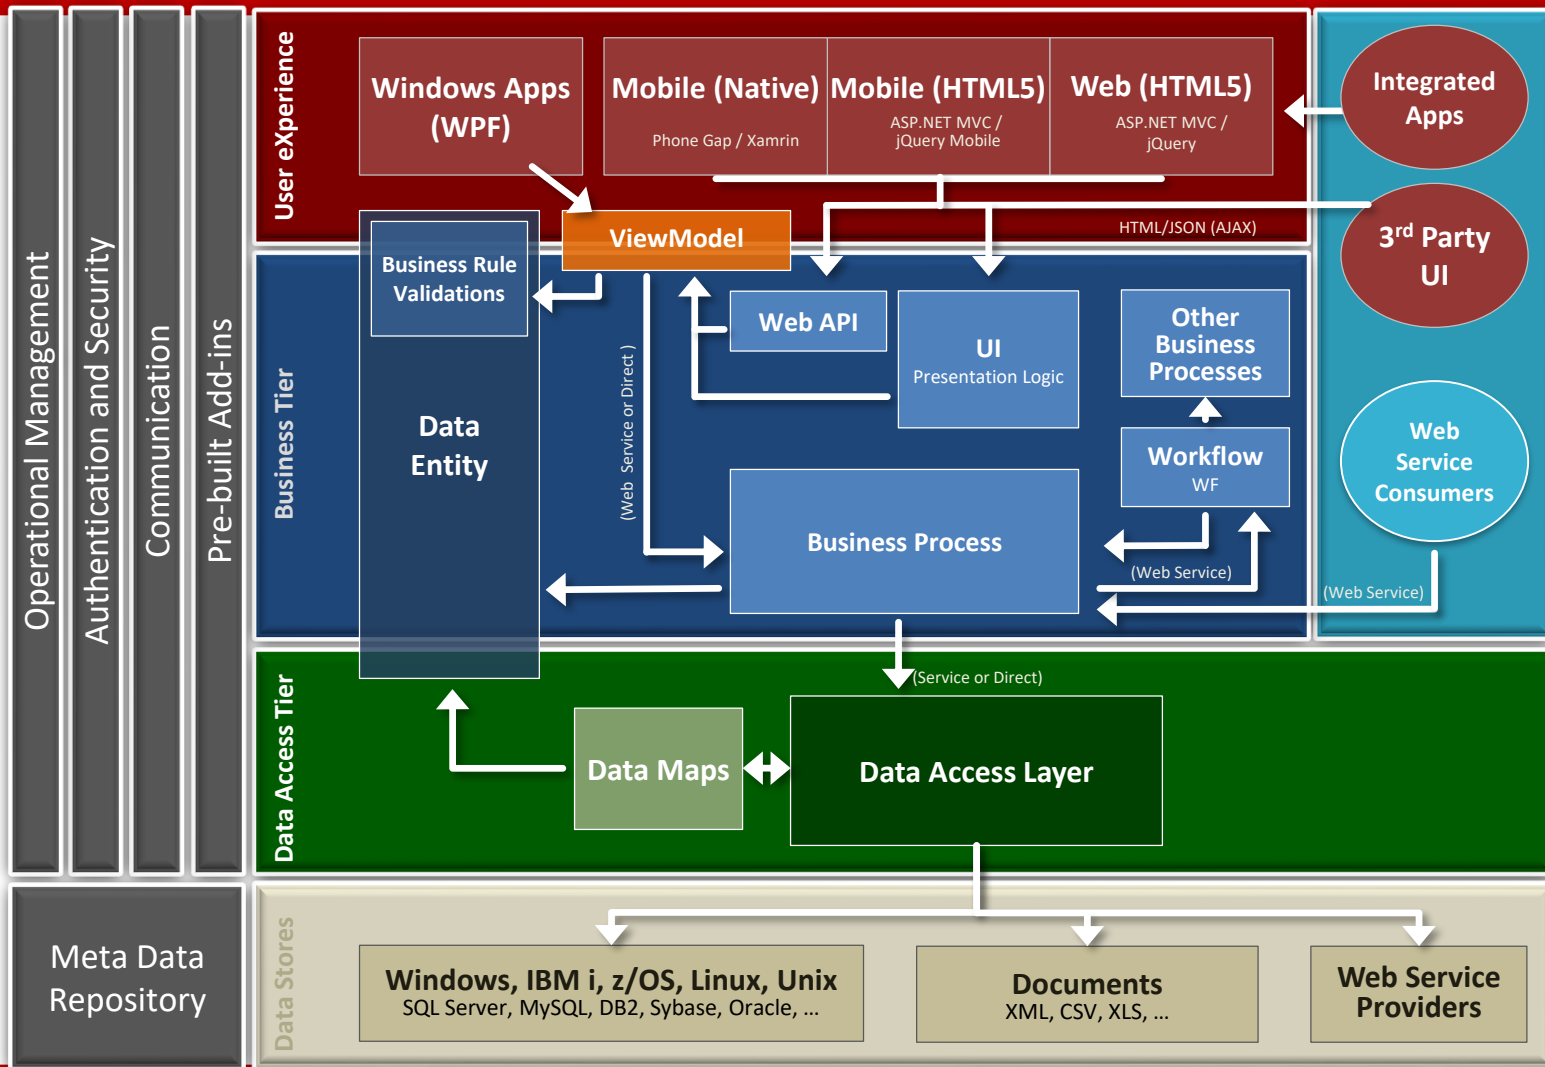 Operational Management
Authentication and Security
Communication
Pre-built Add-ins
Meta Data
Repository
User eXperience
Windows Apps
(WPF)
Mobile (Native)
Phone Gap / Xamrin
Mobile (HTML5)
ASP.NET MVC /
jQuery Mobile
Web (HTML5)
ASP.NET MVC /
jQuery
HTML/JSON (AJAX)
ViewModel
Integrated
Apps
3rd Party
UI
Web
Service
Consumers
(Web Service)
Business Tier
Business Rule
Validations
Data
Entity
(Web Service or Direct )
Web API
UI
Presentation Logic
Other
Business
Processes
Workflow
WF
Business Process
(Web Service)
Data Access Tier
(Service or Direct)
Data Maps
Data Access Layer
Data Stores
Windows, IBM i, z/OS, Linux, Unix
SQL Server, MySQL, DB2, Sybase, Oracle, ...
Documents
XML, CSV, XLS, ...
Web Service
Providers